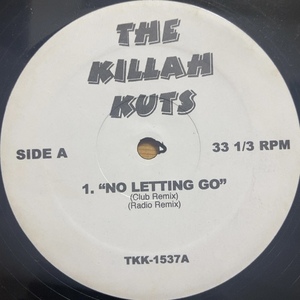 THE
KILLAH
KUTS
SIDE A
33 1/3 RPM
1. “NO LETTING GO”
(Club Remix)
(Radio Remix)
TKK-1537A